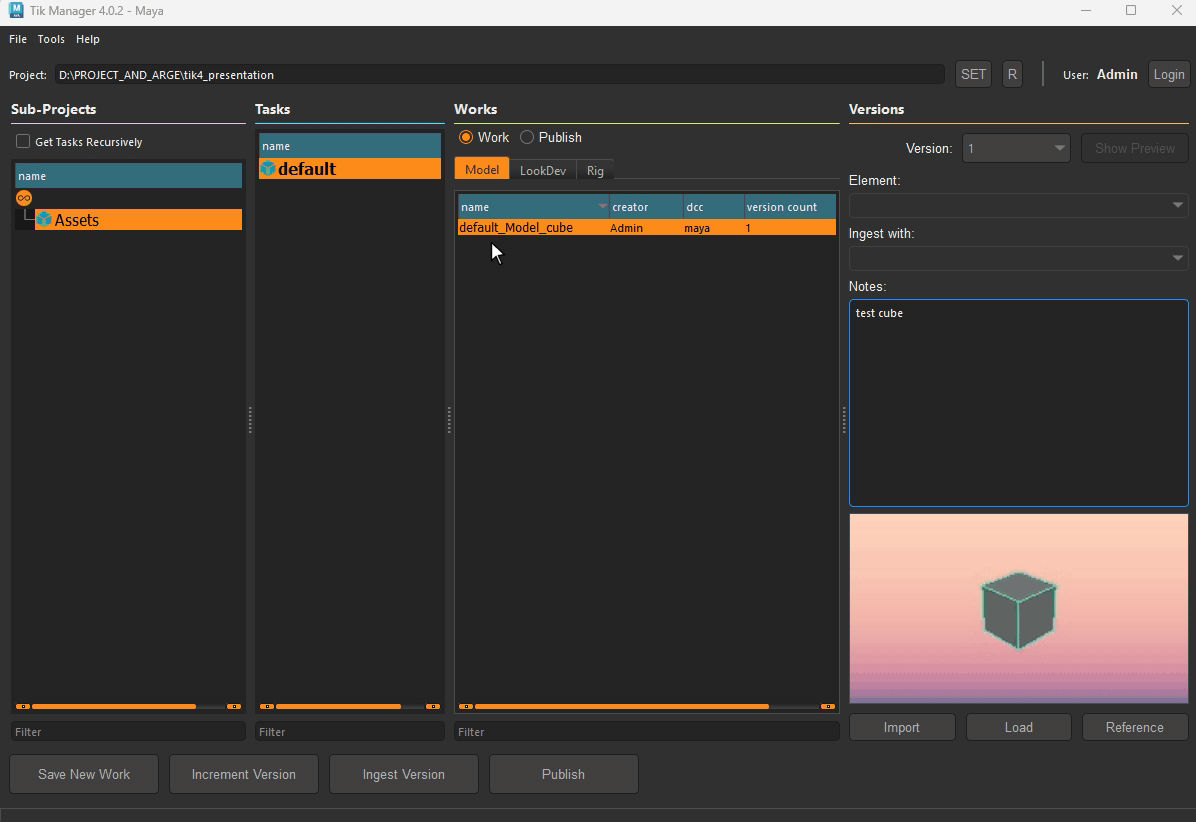 Tik Manager 4.0.2 - Maya
File Tools Help
Project: D:\PROJECT_AND_ARGE\tik4_presentation SET R User: Admin Login
Sub-Projects
Get Tasks Recursively
name
Assets
Filter
Tasks
name
default
Filter
Works
Work Publish
Model LookDev Rig
name creator dcc version count
default_Model_cube Admin maya 1
Filter
Versions
Version: 1 Show Preview
Element:
Ingest with:
Notes:
test cube
Import Load Reference
Save New Work Increment Version Ingest Version Publish